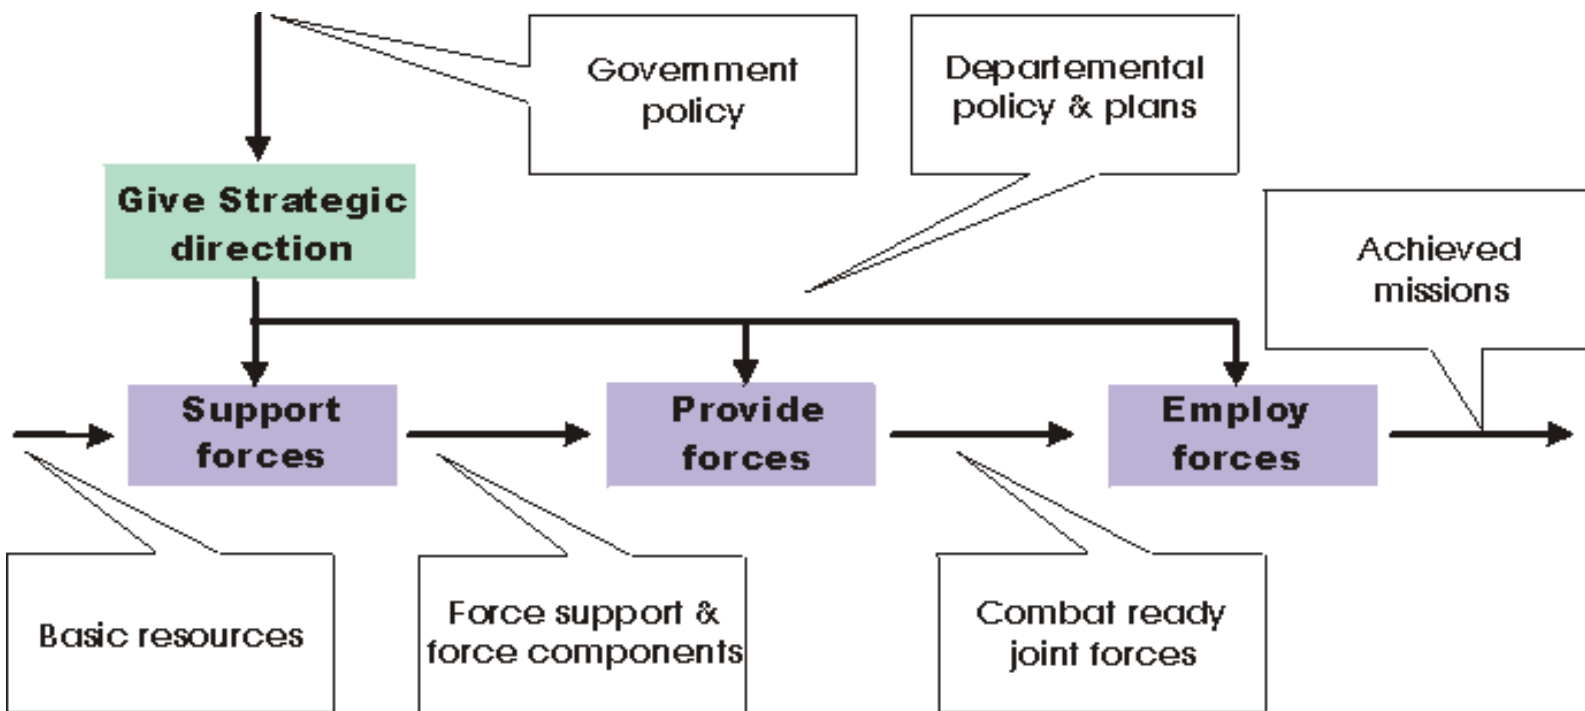 Government
policy
Departemental
policy & plans
Give Strategic
direction
Achieved
missions
Support
forces
Provide
forces
Employ
forces
Basic resources
Force support &
force components
Combat ready
joint forces